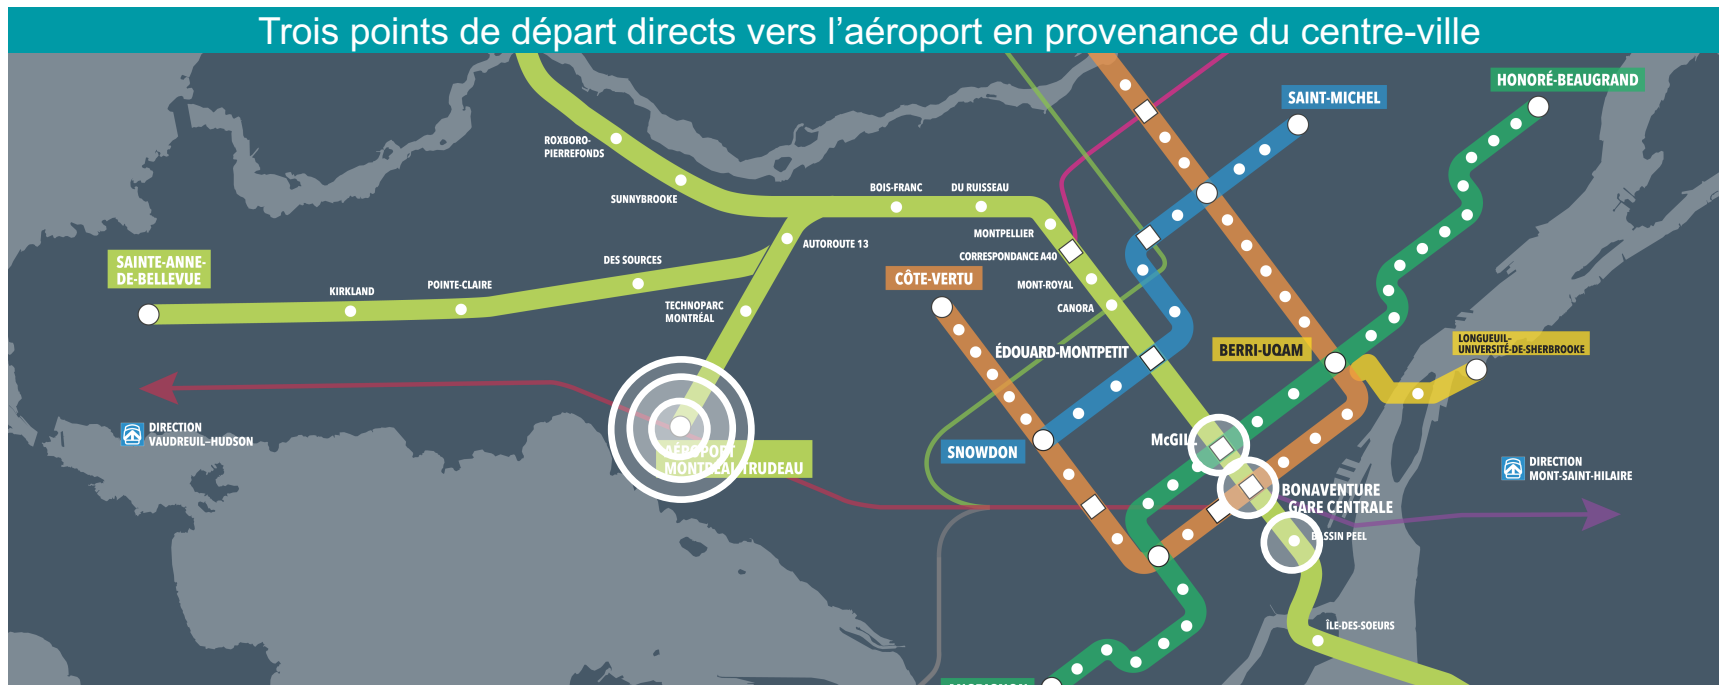 Trois points de départ directs vers l'aéroport en provenance du centre-ville
HONORÉ-BEAUGRAND
SAINT-MICHEL
ROXBORO-
PIERREFONDS
SUNNYBROOKE
BOIS-FRANC
DU RUISSEAU
MONTPELLIER
AUTOROUTE 13
CORRESPONDANCE A40
SAINTE-ANNE-
DE-BELLEVUE
DES SOURCES
KIRKLAND
POINTE-CLAIRE
CÔTE-VERTU
MONT-ROYAL
CANORA
TECHNOPARC
MONTRÉAL
ÉDOUARD-MONTPETIT
BERRI-UQAM
LONGUEUIL-
UNIVERSITÉ-DE-SHERBROOKE
DIRECTION
VAUDREUIL-HUDSON
McGILL
SNOWDON
AÉROPORT
MONTRÉAL-TRUDEAU
DIRECTION
MONT-SAINT-HILAIRE
BONAVENTURE
GARE CENTRALE
BASSIN PEEL
ÎLE-DES-SOEURS